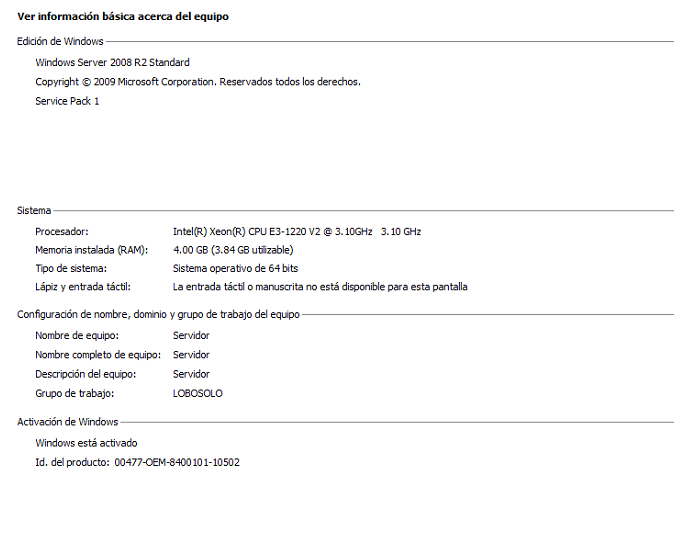 Ver información básica acerca del equipo
Edición de Windows
Windows Server 2008 R2 Standard
Copyright © 2009 Microsoft Corporation. Reservados todos los derechos.
Service Pack 1
Sistema
Procesador: Intel(R) Xeon(R) CPU E3-1220 V2 @ 3.10GHz 3.10 GHz
Memoria instalada (RAM): 4.00 GB (3.84 GB utilizable)
Tipo de sistema: Sistema operativo de 64 bits
Lápiz y entrada táctil: La entrada táctil o manuscrita no está disponible para esta pantalla
Configuración de nombre, dominio y grupo de trabajo del equipo
Nombre de equipo: Servidor
Nombre completo de equipo: Servidor
Descripción del equipo: Servidor
Grupo de trabajo: LOBOSOLO
Activación de Windows
Windows está activado
Id. del producto: 00477-OEM-8400101-10502